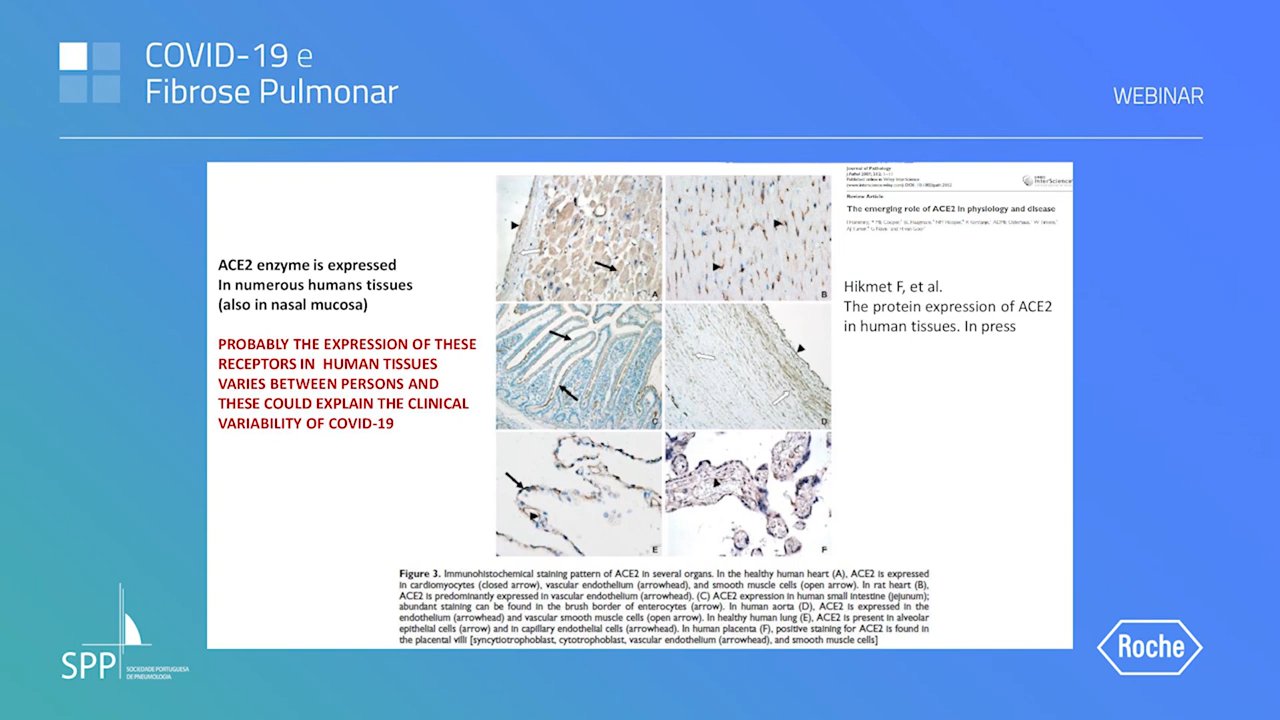 COVID-19 e
Fibrose Pulmonar
WEBINAR
ACE2 enzyme is expressed
In numerous humans tissues
(also in nasal mucosa)
PROBABLY THE EXPRESSION OF THESE
RECEPTORS IN HUMAN TISSUES
VARIES BETWEEN PERSONS AND
THESE COULD EXPLAIN THE CLINICAL
VARIABILITY OF COVID-19
A
B
C
D
E
F
Journal of Pathology
Review Article
InterScience
The emerging role of ACE2 in physiology and disease
Hikmet F, et al.
The protein expression of ACE2
in human tissues. In press
Figure 3. Immunohistochemical staining pattern of ACE2 in several organs. In the healthy human heart (A), ACE2 is expressed
in cardiomyocytes (closed arrow), vascular endothelium (arrowhead), and smooth muscle cells (open arrow). In rat heart (B),
ACE2 is predominantly expressed in vascular endothelium (arrowhead). (C) ACE2 expression in human small intestine (jejunum);
abundant staining can be found in the brush border of enterocytes (arrow). In human aorta (D), ACE2 is expressed in the
endothelium (arrowhead) and vascular smooth muscle cells (open arrow). In healthy human lung (E), ACE2 is present in alveolar
epithelial cells (arrow) and in capillary endothelial cells (arrowhead). In human placenta (F), positive staining for ACE2 is found in
the placental villi [syncytiotrophoblast, cytotrophoblast, vascular endothelium (arrowhead), and smooth muscle cells]
SPP
SOCIEDADE PORTUGUESA
DE PNEUMOLOGIA
Roche